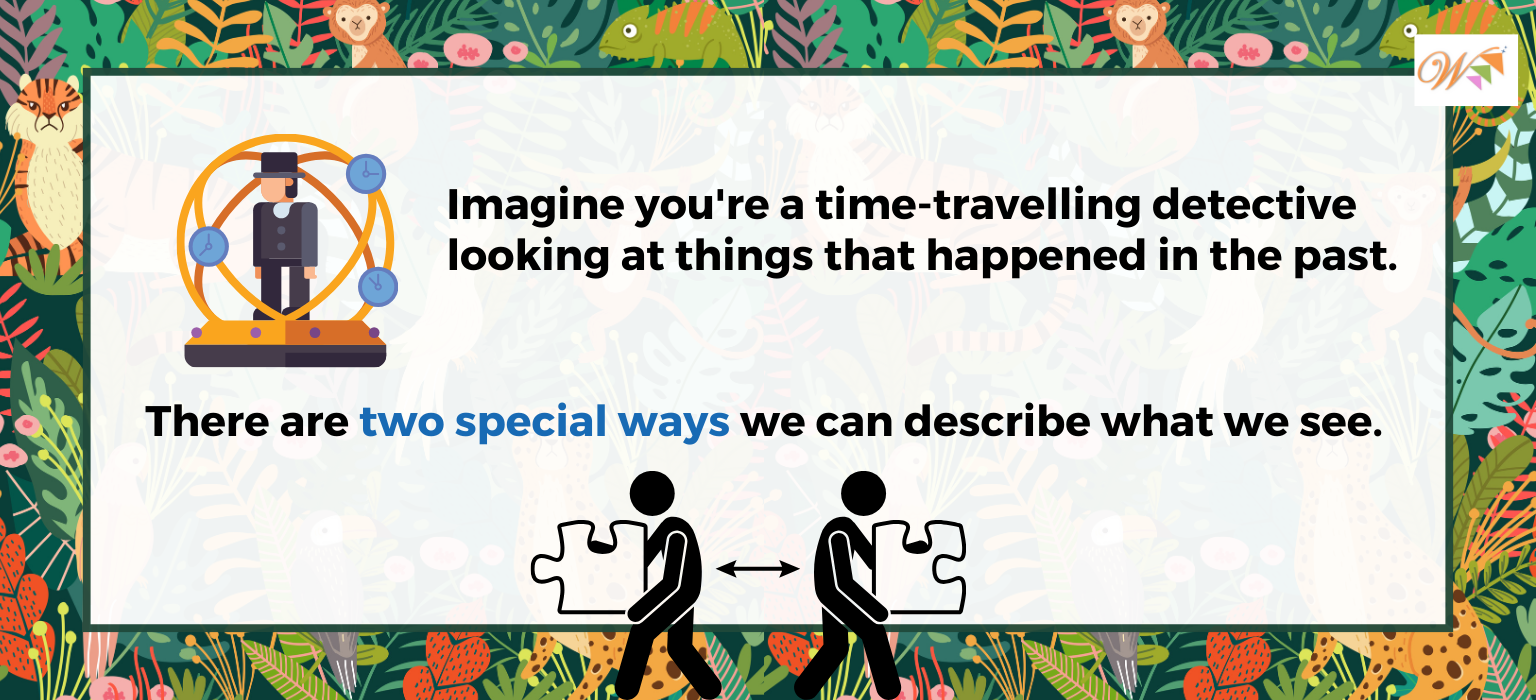 W
Imagine you're a time-travelling detective
looking at things that happened in the past.
There are two special ways we can describe what we see.